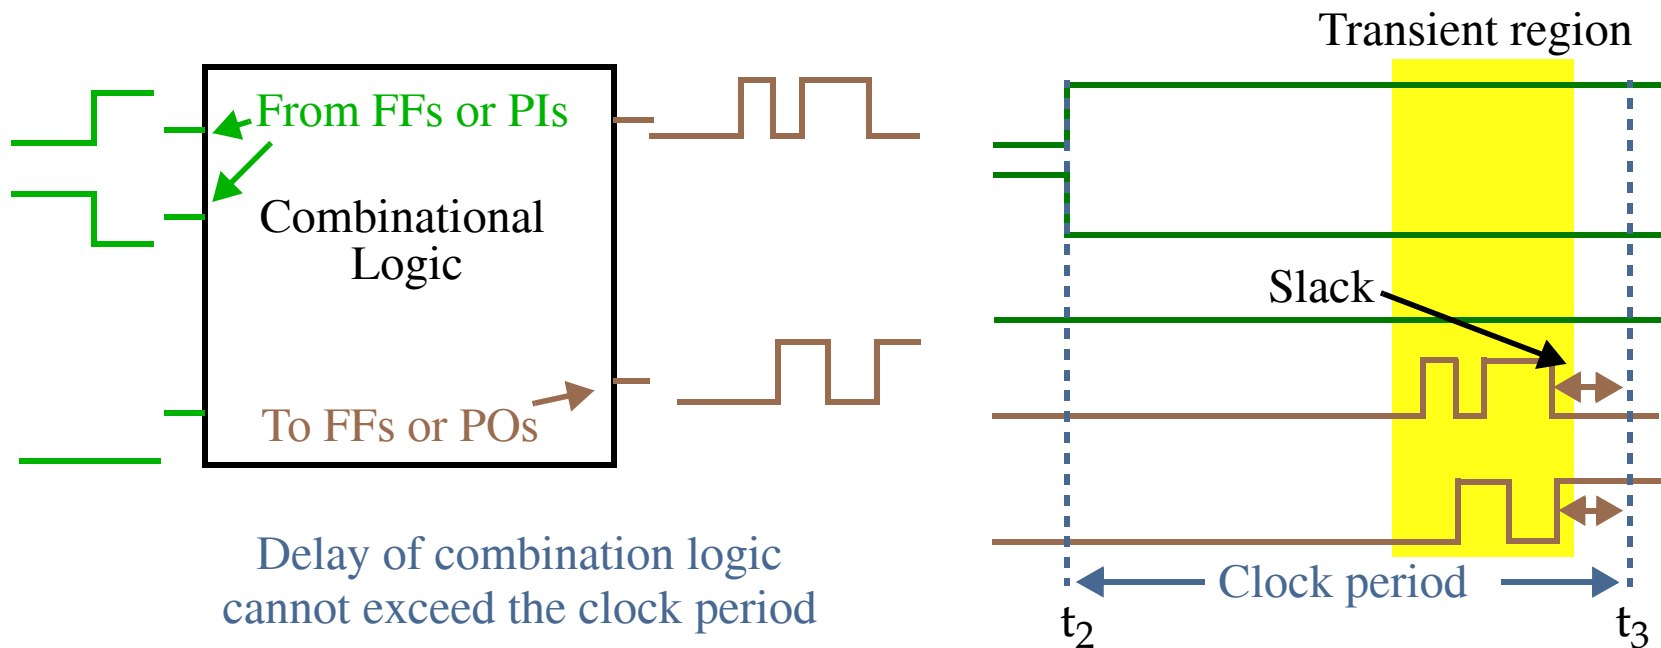 Transient region
From FFs or PIs
Combinational
Logic
Slack
To FFs or POs
Delay of combination logic
cannot exceed the clock period
Clock period
t2
t3